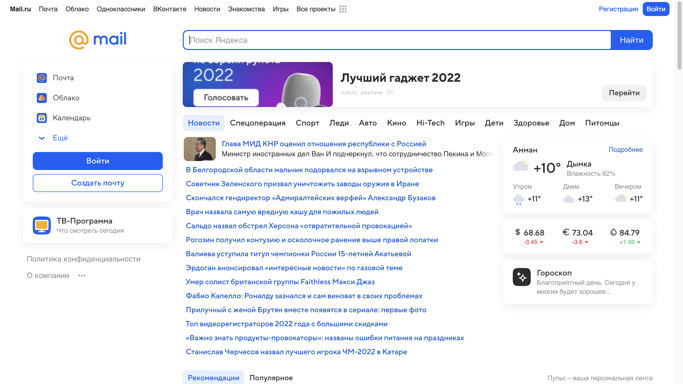 Mail.ru Почта Облако Одноклассники ВКонтакте Новости Знакомства Игры Все проекты
Регистрация Войти
mail
Поиск Яндекса
Найти
Почта
Облако
Календарь
Ещё
Войти
Создать почту
ТВ-Программа
Что смотреть сегодня
Политика конфиденциальности
О компании
2022
Голосовать
Лучший гаджет 2022
mail.ru реклама 0+
Перейти
Новости Спецоперация Спорт Леди Авто Кино Hi-Tech Игры Дети Здоровье Дом Питомцы
Глава МИД КНР оценил отношения республики с Россией
Министр иностранных дел Ван И подчеркнул, что сотрудничество Пекина и Мос
В Белгородской области мальчик подорвался на взрывном устройстве
Советник Зеленского призвал уничтожить заводы оружия в Иране
Скончался гендиректор «Адмиралтейских верфей» Александр Бузаков
Врач назвала самую вредную кашу для пожилых людей
Сальдо назвал обстрел Херсона «отвратительной провокацией»
Рогозин получил контузию и осколочное ранение выше правой лопатки
Валиева уступила титул чемпионки России 15-летней Акатьевой
Эрдоган анонсировал «интересные новости» по газовой теме
Умер солист британской группы Faithless Макси Джаз
Фабио Капелло: Роналду зазнался и сам виноват в своих проблемах
Прилучный с женой Брутян вместе появятся в сериале: первые фото
Топ видеорегистраторов 2022 года с большими скидками
«Важно знать продукты-провокаторы»: названы ошибки питания на праздниках
Станислав Черчесов назвал лучшего игрока ЧМ-2022 в Катаре
Амман Подробнее
+10° Дымка
Влажность 82%
Утром Днем Вечером
+11° +13° +11°
$ 68.68 € 73.04 84.79
-3.45 -3.6 +1.96
Гороскоп
Благоприятный день. Сегодня у
многих будет хорошее...
Рекомендации Популярное
Пульс – ваша персональная лента